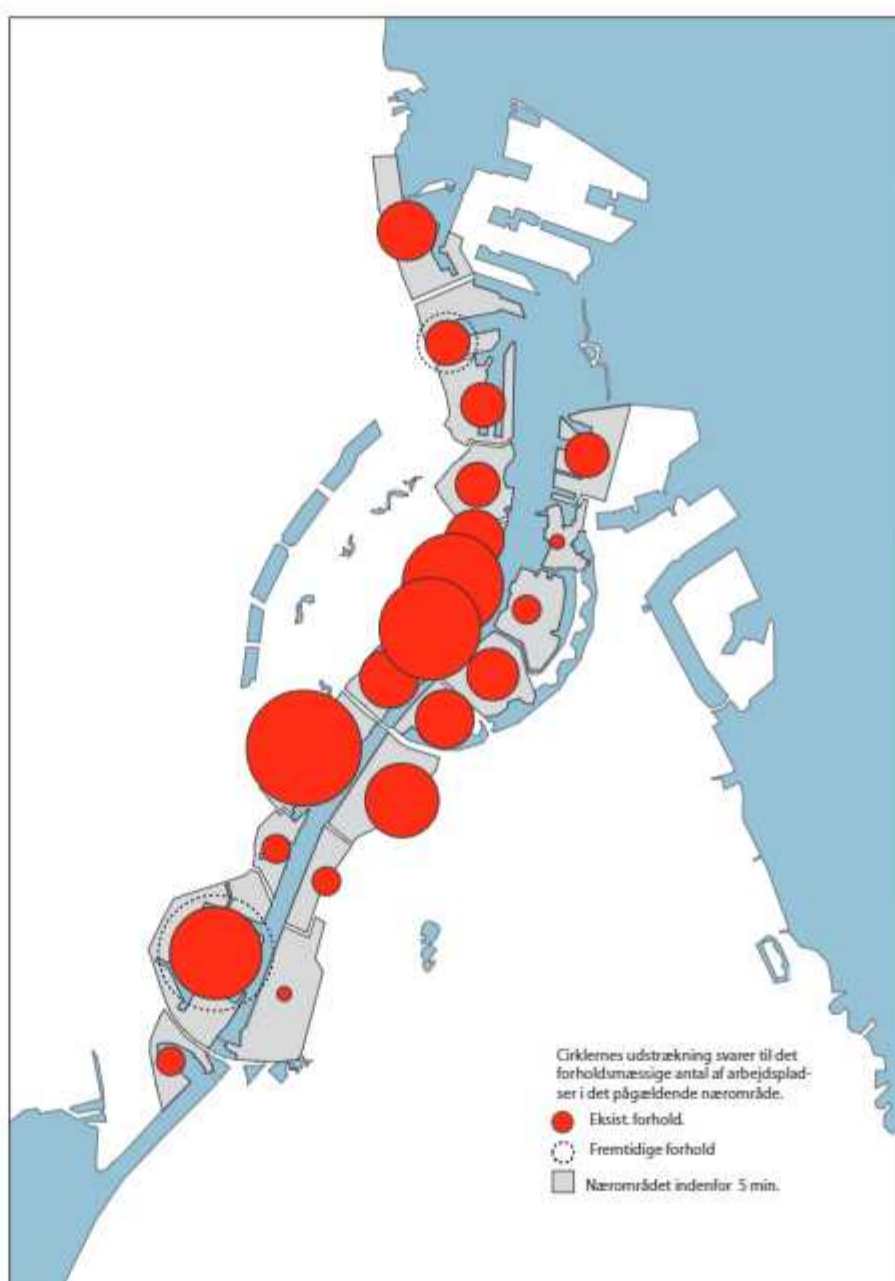 Cirklernes udstrækning svarer til det
forholdsmæssige antal af arbejdsplad-
ser i det pågældende nærområde.
Eksist. forhold.
Fremtidige forhold
Nærområdet indenfor 5 min.